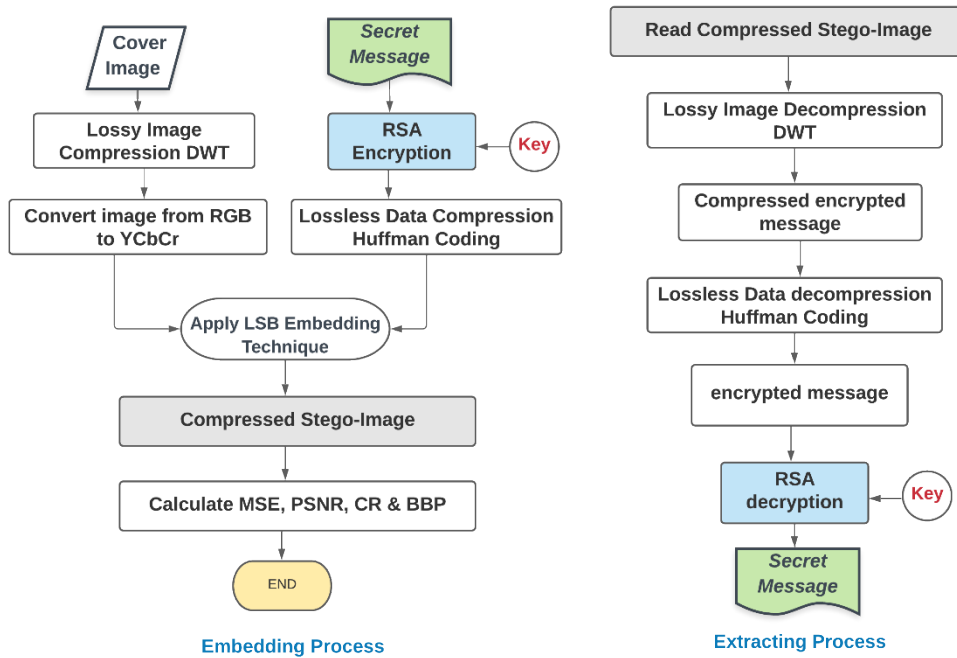 Cover
Image
Lossy Image
Compression DWT
Convert image from RGB
to YCbCr
Secret
Message
RSA
Encryption
Key
Lossless Data Compression
Huffman Coding
Apply LSB Embedding
Technique
Compressed Stego-Image
Calculate MSE, PSNR, CR & BBP
END
Embedding Process
Read Compressed Stego-Image
Lossy Image Decompression
DWT
Compressed encrypted
message
Lossless Data decompression
Huffman Coding
encrypted message
RSA
decryption
Key
Secret
Message
Extracting Process